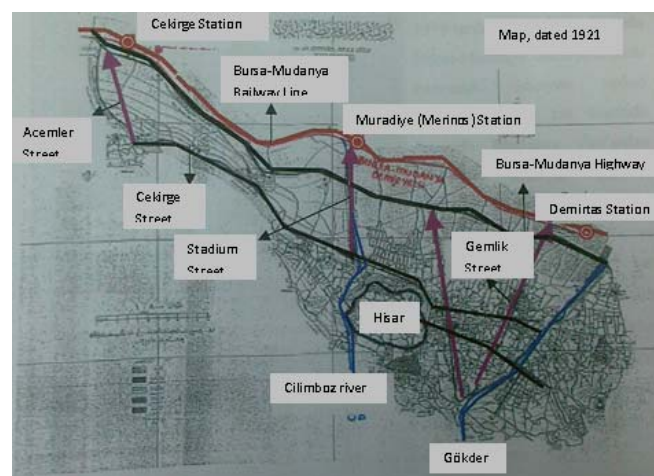 Cekirge Station
Map, dated 1921
Bursa-Mudanya
Railway Line
Muradiye (Merinos) Station
Acemler
Street
Bursa-Mudanya Highway
Cekirge
Street
Demirtas Station
Stadium
Street
Gemlik
Street
Hisar
Cilimboz river
Gökder